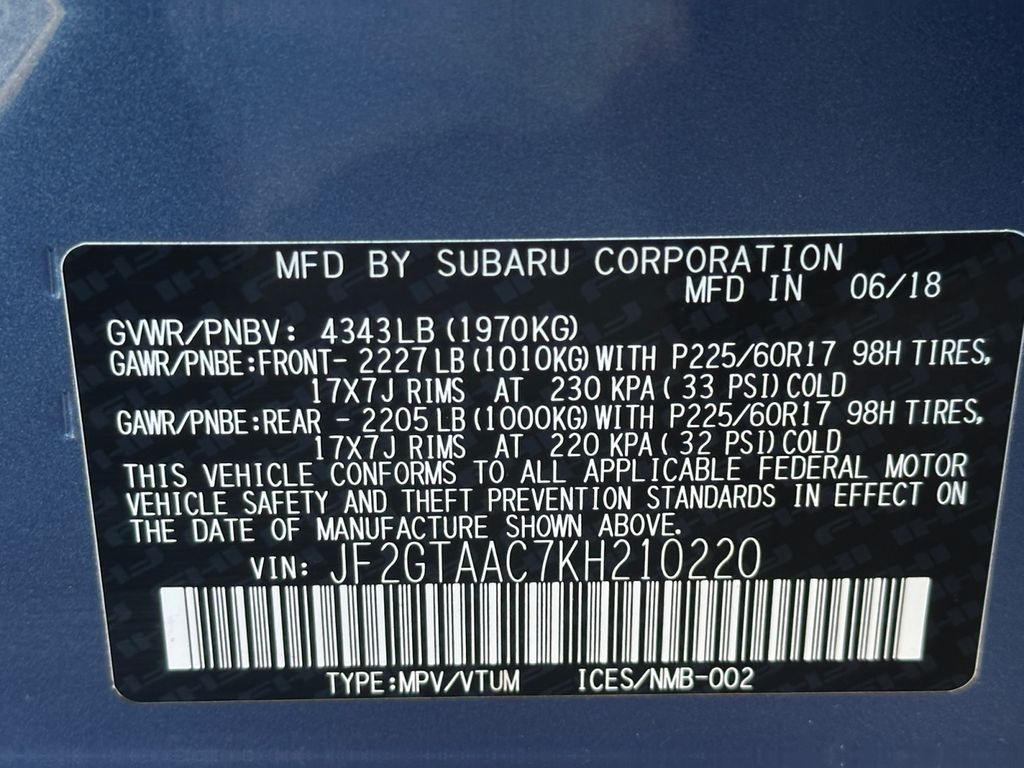 MFD BY SUBARU CORPORATION
MFD IN 06/18
GVWR/PNBV: 4343LB (1970KG)
GAWR/PNBE:FRONT- 2227LB (1010KG) WITH P225/60R17 98H TIRES,
17X7J RIMS AT 230 KPA ( 33 PSI) COLD
GAWR/PNBE:REAR - 2205LB (1000KG) WITH P225/60R17 98H TIRES,
17X7J RIMS AT 220 KPA ( 32 PSI) COLD
THIS VEHICLE CONFORMS TO ALL APPLICABLE FEDERAL MOTOR
VEHICLE SAFETY AND THEFT PREVENTION STANDARDS IN EFFECT ON
THE DATE OF MANUFACTURE SHOWN ABOVE.
VIN: JF2GTAAC7KH210220
TYPE:MPV/VTUM ICES/NMB-002